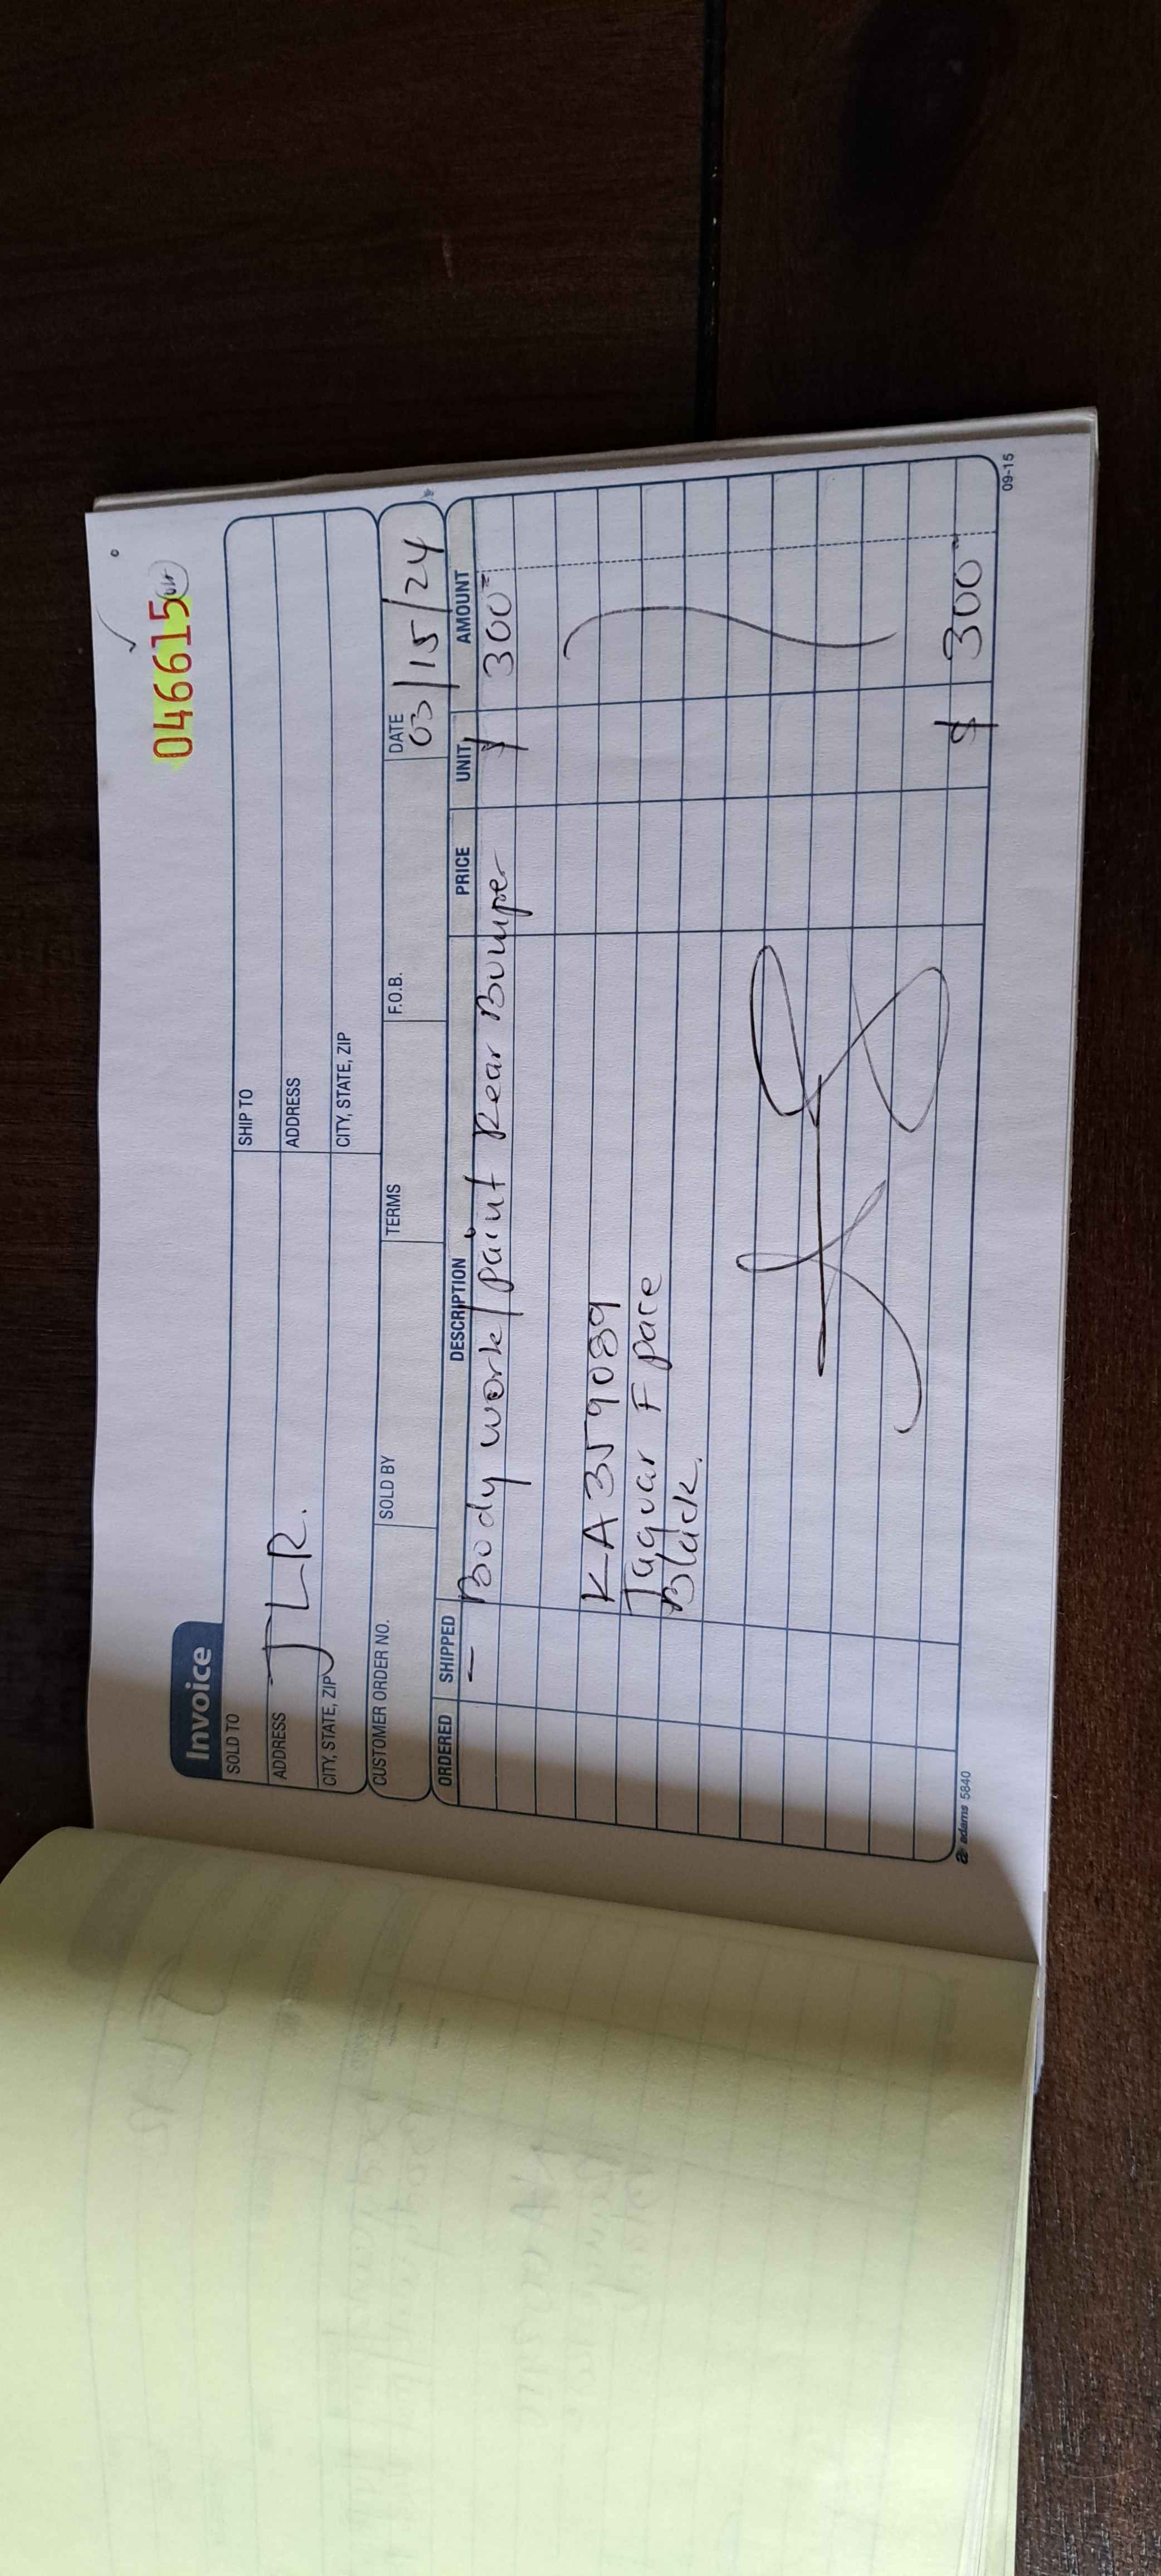 046615
Invoice
SOLD TO
SHIP TO
ADDRESS
JLR.
ADDRESS
CITY, STATE, ZIP
CITY, STATE, ZIP
CUSTOMER ORDER NO. SOLD BY TERMS F.O.B. DATE
03/15/24
ORDERED SHIPPED DESCRIPTION PRICE UNIT AMOUNT
- Body work/paint Rear Bumper $ 300=
KA359089
Jaguar F pace
Black.
$ 300=
adams 5840
09-15